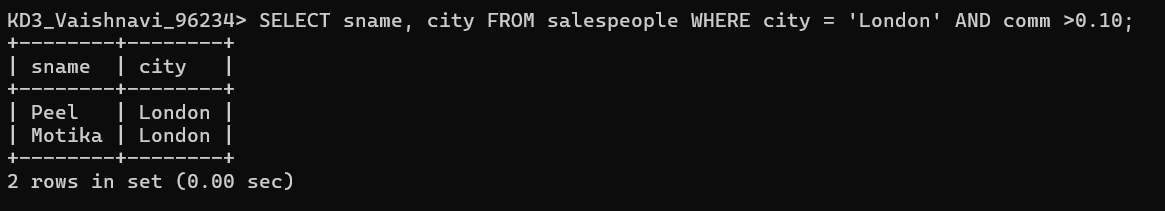 KD3_Vaishnavi_96234> SELECT sname, city FROM salespeople WHERE city = 'London' AND comm >0.10;
+--------+--------+
| sname  | city   |
+--------+--------+
| Peel   | London |
| Motika | London |
+--------+--------+
2 rows in set (0.00 sec)